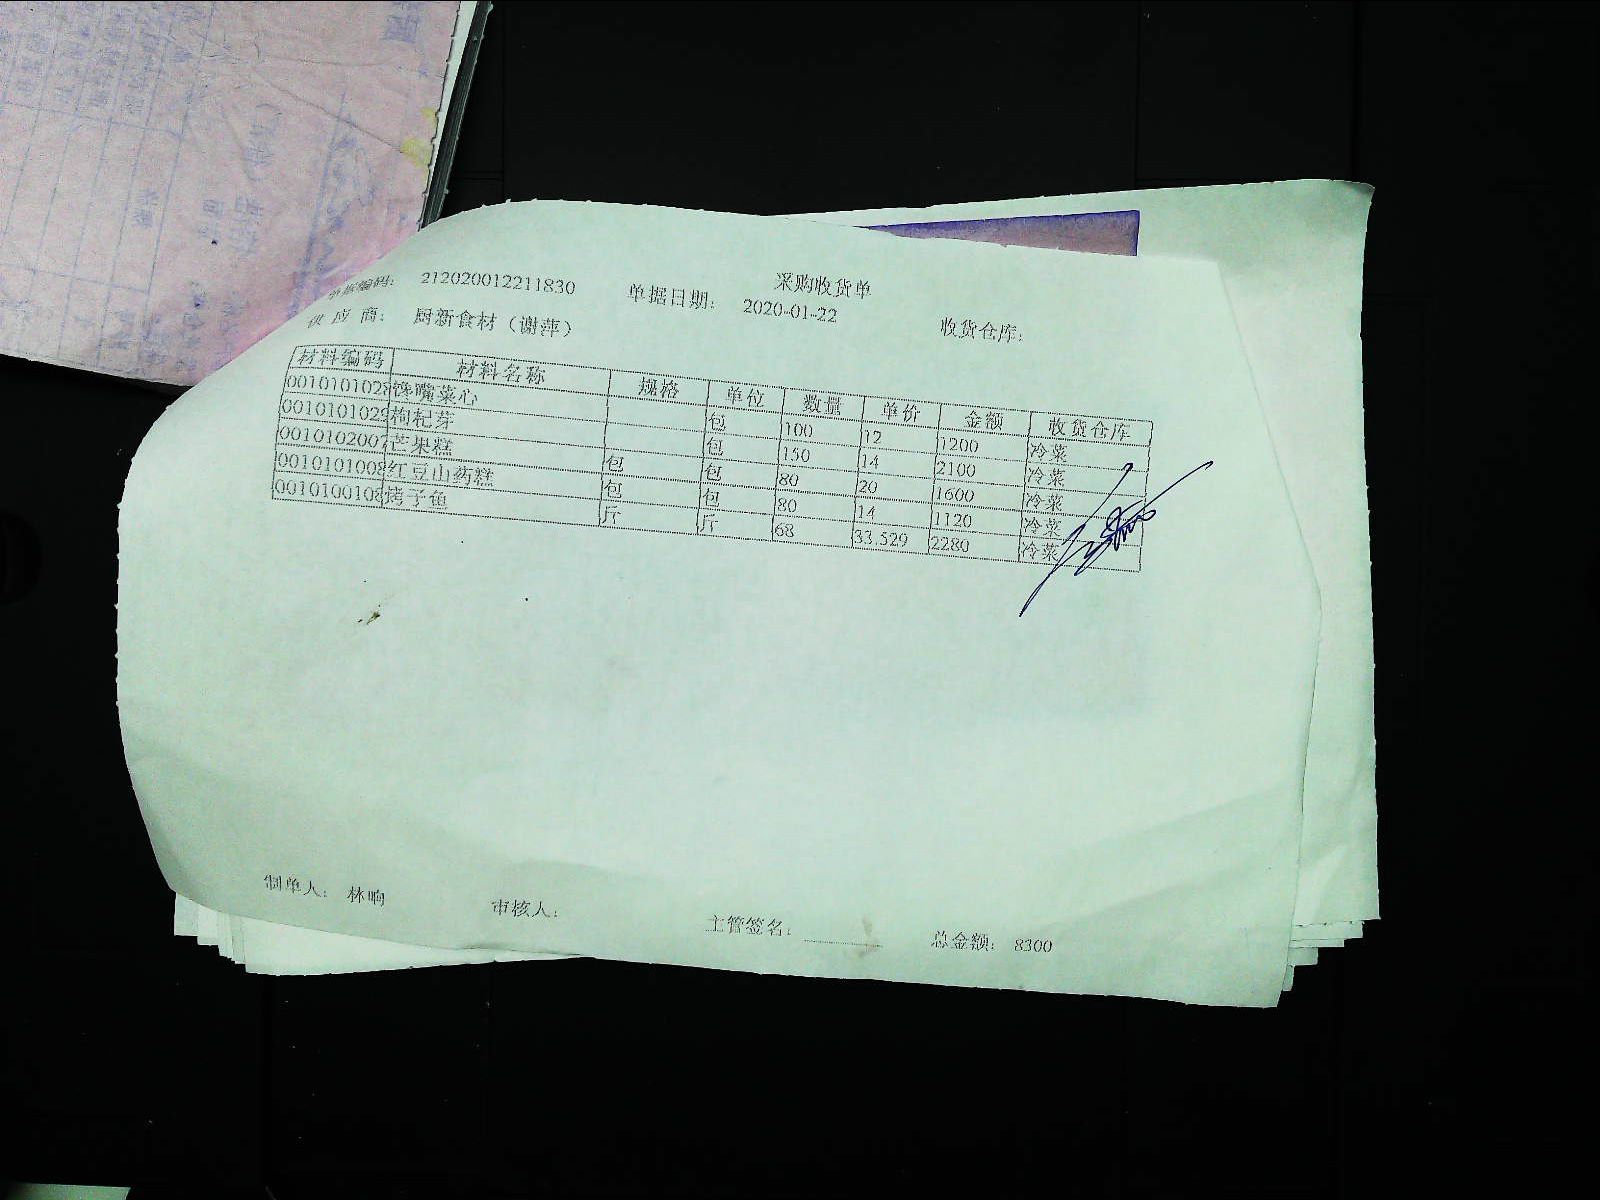 采购收货单
单据编码: 212020012211830 单据日期: 2020-01-22 收货仓库:
供应商: 厨新食材(谢萍)
材料编码 材料名称 规格 单位 数量 单价 金额 收货仓库
001010102 馋嘴菜心 包 100 12 1200 冷菜
0010101029 枸杞芽 包 150 14 2100 冷菜
0010102007 芒果糕 包 包 80 20 1600 冷菜
0010101008 红豆山药糕 包 包 80 14 1120 冷菜
001010010 烤子鱼 斤 斤 68 33.529 2280 冷菜
制单人: 林响 审核人: 主管签名: 总金额: 8300